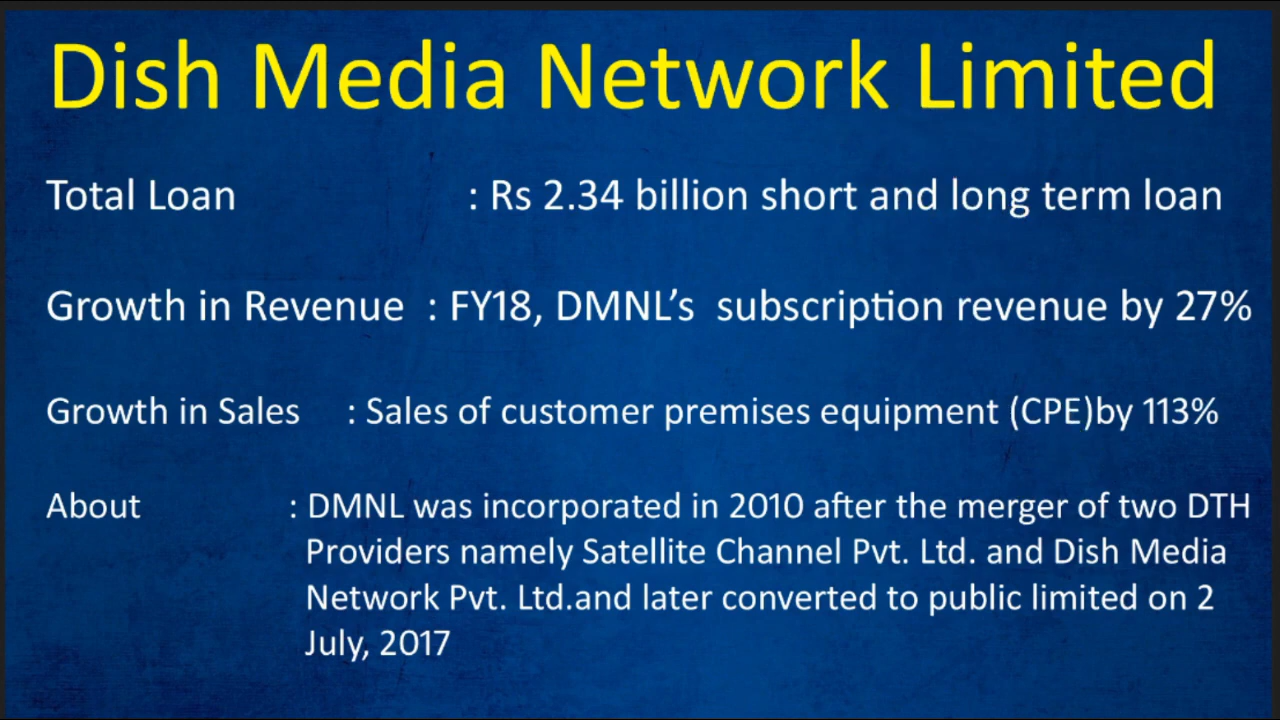 Dish Media Network Limited
Total Loan : Rs 2.34 billion short and long term loan
Growth in Revenue : FY18, DMNL’s subscription revenue by 27%
Growth in Sales : Sales of customer premises equipment (CPE)by 113%
About : DMNL was incorporated in 2010 after the merger of two DTH
Providers namely Satellite Channel Pvt. Ltd. and Dish Media
Network Pvt. Ltd.and later converted to public limited on 2
July, 2017